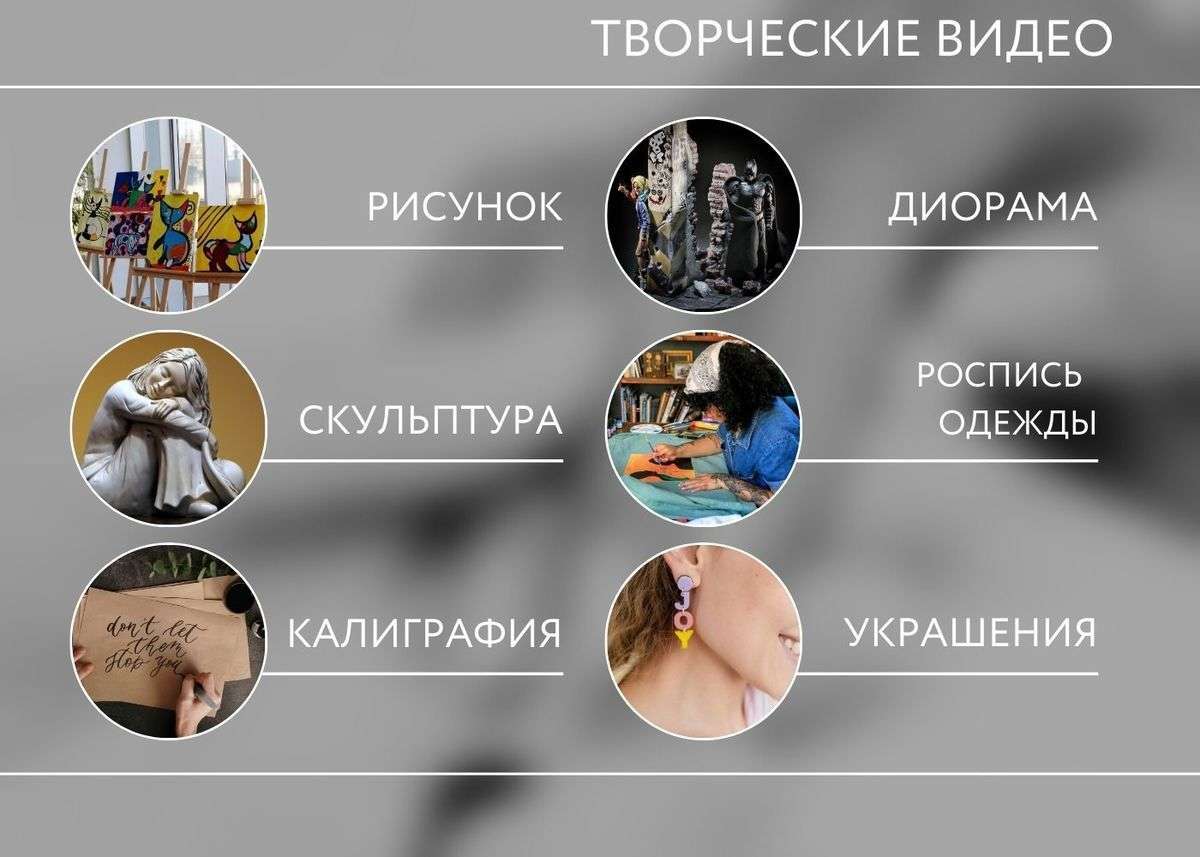 ТВОРЧЕСКИЕ ВИДЕО
РИСУНОК
ДИОРАМА
СКУЛЬПТУРА
РОСПИСЬ
ОДЕЖДЫ
КАЛИГРАФИЯ
УКРАШЕНИЯ
don't let
them
stop you
JOY